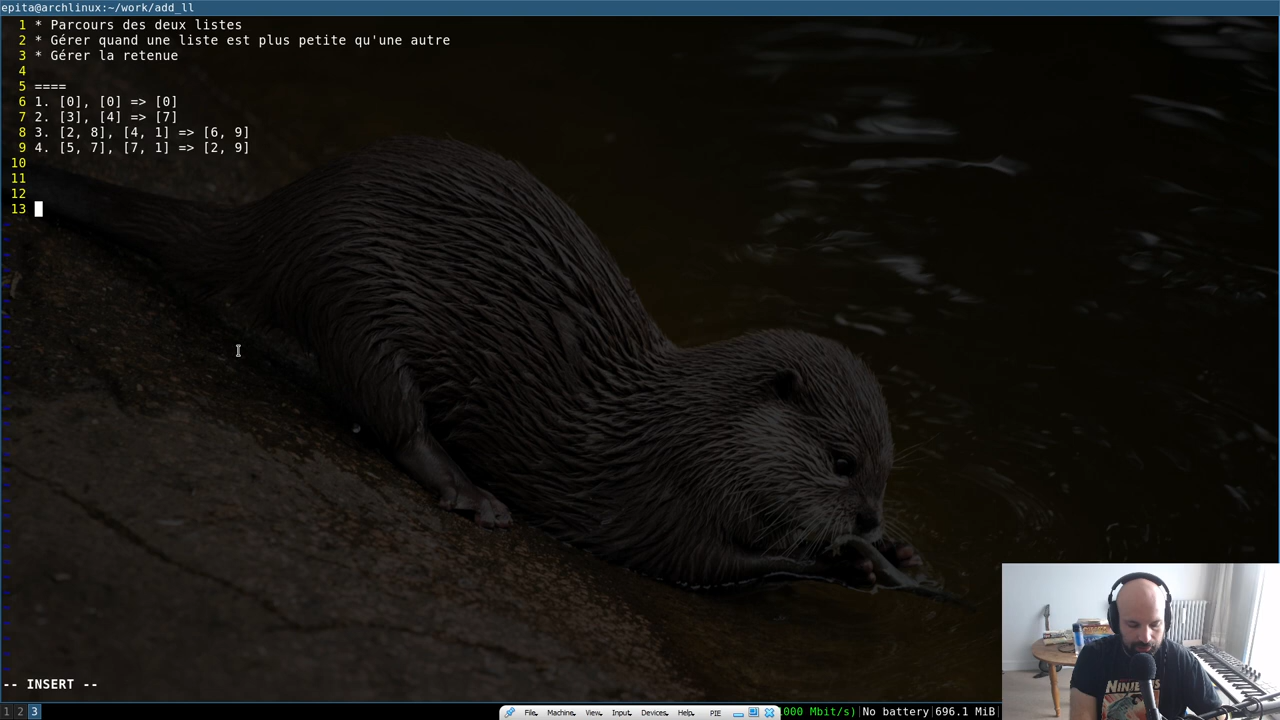 epita@archlinux:~/work/add_ll
1 * Parcours des deux listes
2 * Gérer quand une liste est plus petite qu'une autre
3 * Gérer la retenue
4
5 ====
6 1. [0], [0] => [0]
7 2. [3], [4] => [7]
8 3. [2, 8], [4, 1] => [6, 9]
9 4. [5, 7], [7, 1] => [2, 9]
10
11
12
13
-- INSERT --
1 2 3 File Machine View Input Devices Help PIE 000 Mbit/s) No battery 696.1 MiB